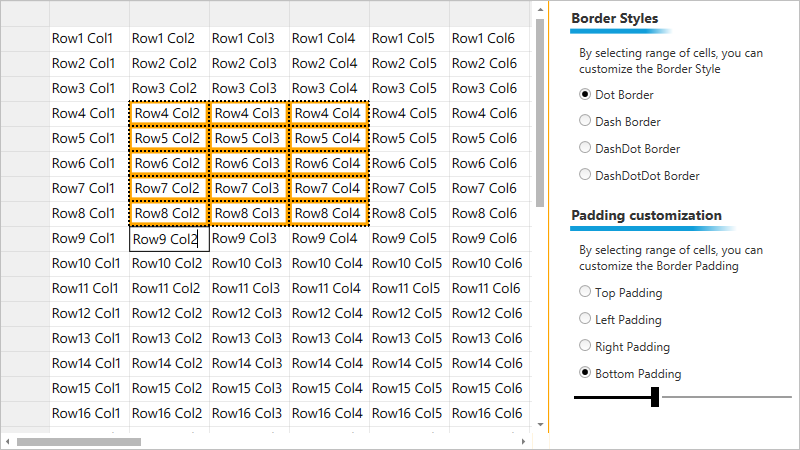 Row1 Col1 Row1 Col2 Row1 Col3 Row1 Col4 Row1 Col5 Row1 Col6
Row2 Col1 Row2 Col2 Row2 Col3 Row2 Col4 Row2 Col5 Row2 Col6
Row3 Col1 Row3 Col2 Row3 Col3 Row3 Col4 Row3 Col5 Row3 Col6
Row4 Col1 Row4 Col2 Row4 Col3 Row4 Col4 Row4 Col5 Row4 Col6
Row5 Col1 Row5 Col2 Row5 Col3 Row5 Col4 Row5 Col5 Row5 Col6
Row6 Col1 Row6 Col2 Row6 Col3 Row6 Col4 Row6 Col5 Row6 Col6
Row7 Col1 Row7 Col2 Row7 Col3 Row7 Col4 Row7 Col5 Row7 Col6
Row8 Col1 Row8 Col2 Row8 Col3 Row8 Col4 Row8 Col5 Row8 Col6
Row9 Col1 Row9 Col2 Row9 Col3 Row9 Col4 Row9 Col5 Row9 Col6
Row10 Col1 Row10 Col2 Row10 Col3 Row10 Col4 Row10 Col5 Row10 Col6
Row11 Col1 Row11 Col2 Row11 Col3 Row11 Col4 Row11 Col5 Row11 Col6
Row12 Col1 Row12 Col2 Row12 Col3 Row12 Col4 Row12 Col5 Row12 Col6
Row13 Col1 Row13 Col2 Row13 Col3 Row13 Col4 Row13 Col5 Row13 Col6
Row14 Col1 Row14 Col2 Row14 Col3 Row14 Col4 Row14 Col5 Row14 Col6
Row15 Col1 Row15 Col2 Row15 Col3 Row15 Col4 Row15 Col5 Row15 Col6
Row16 Col1 Row16 Col2 Row16 Col3 Row16 Col4 Row16 Col5 Row16 Col6
Border Styles
By selecting range of cells, you can
customize the Border Style
Dot Border
Dash Border
DashDot Border
DashDotDot Border
Padding customization
By selecting range of cells, you can
customize the Border Padding
Top Padding
Left Padding
Right Padding
Bottom Padding